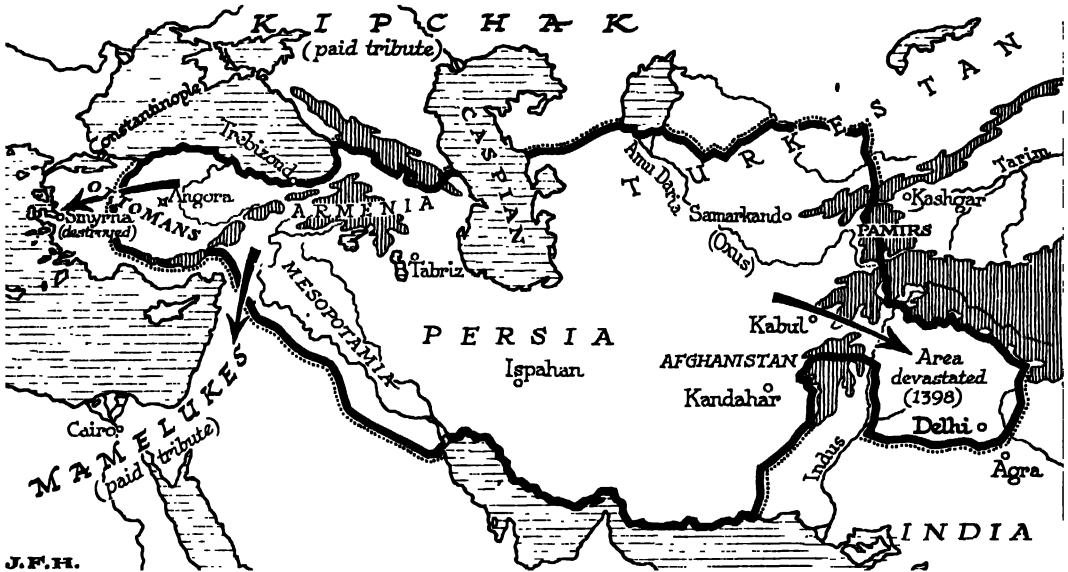 KIPCHAK
(paid tribute)
TURKESTAN
Constantinople
Trebizond
CASPIAN
Amu Daria
Tarim
OTTOMANS
Angora
Smyrna
(destroyed)
ARMENIA
Samarkand
Kashgar
PAMIRS
(Oxus)
Tabriz
MESOPOTAMIA
PERSIA
Ispahan
Kabul
AFGHANISTAN
Kandahar
Area
devastated
(1398)
Delhi
Cairo
MAMELUKES
(paid tribute)
Indus
Agra
INDIA
J.F.H.